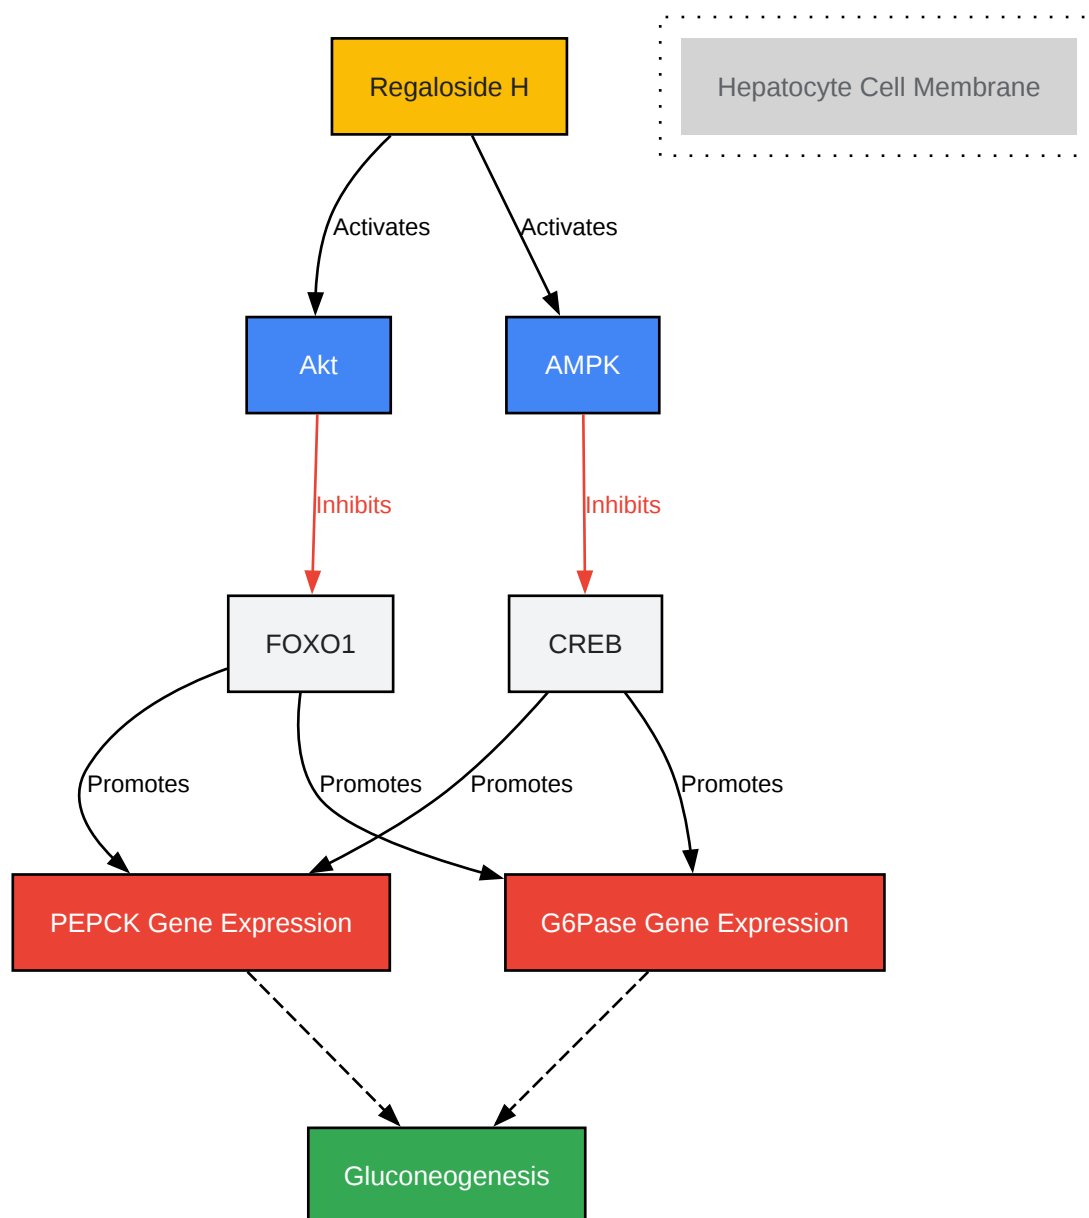 Regaloside H
Hepatocyte Cell Membrane
Activates
Activates
Akt
AMPK
Inhibits
Inhibits
FOXO1
CREB
Promotes
Promotes
Promotes
Promotes
PEPCK Gene Expression
G6Pase Gene Expression
Gluconeogenesis